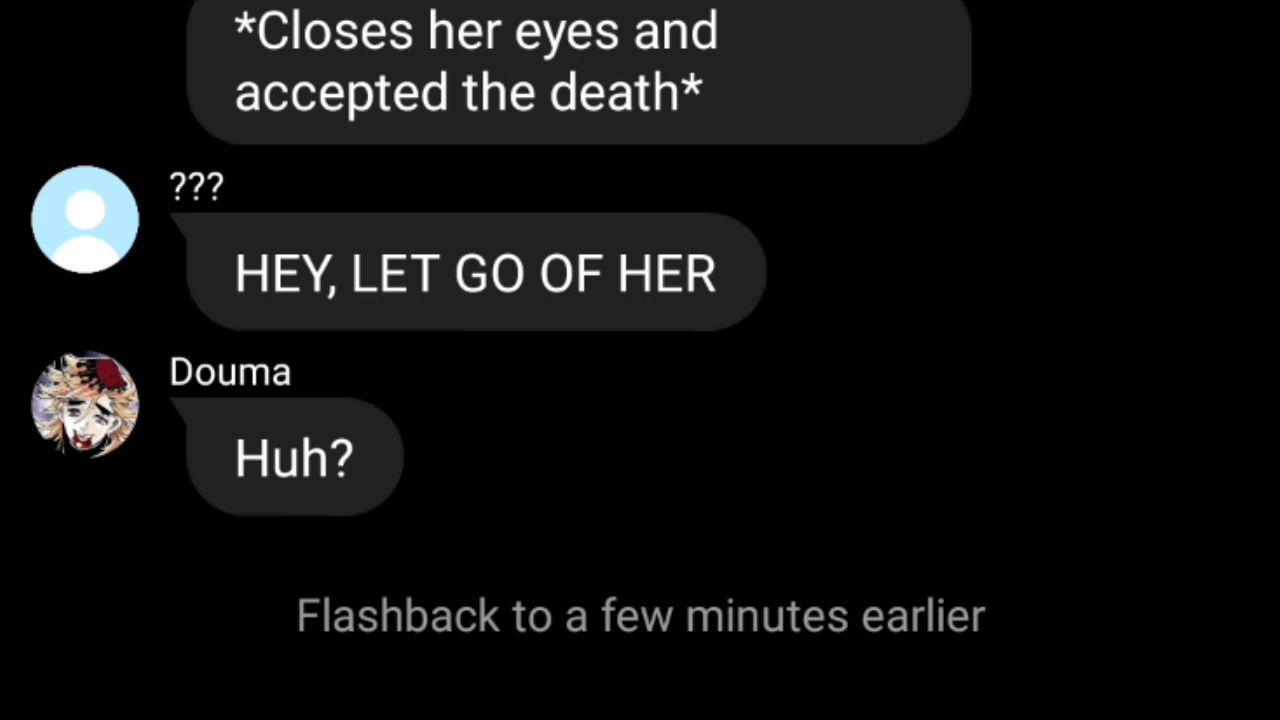 *Closes her eyes and
accepted the death*
???
HEY, LET GO OF HER
Douma
Huh?
Flashback to a few minutes earlier